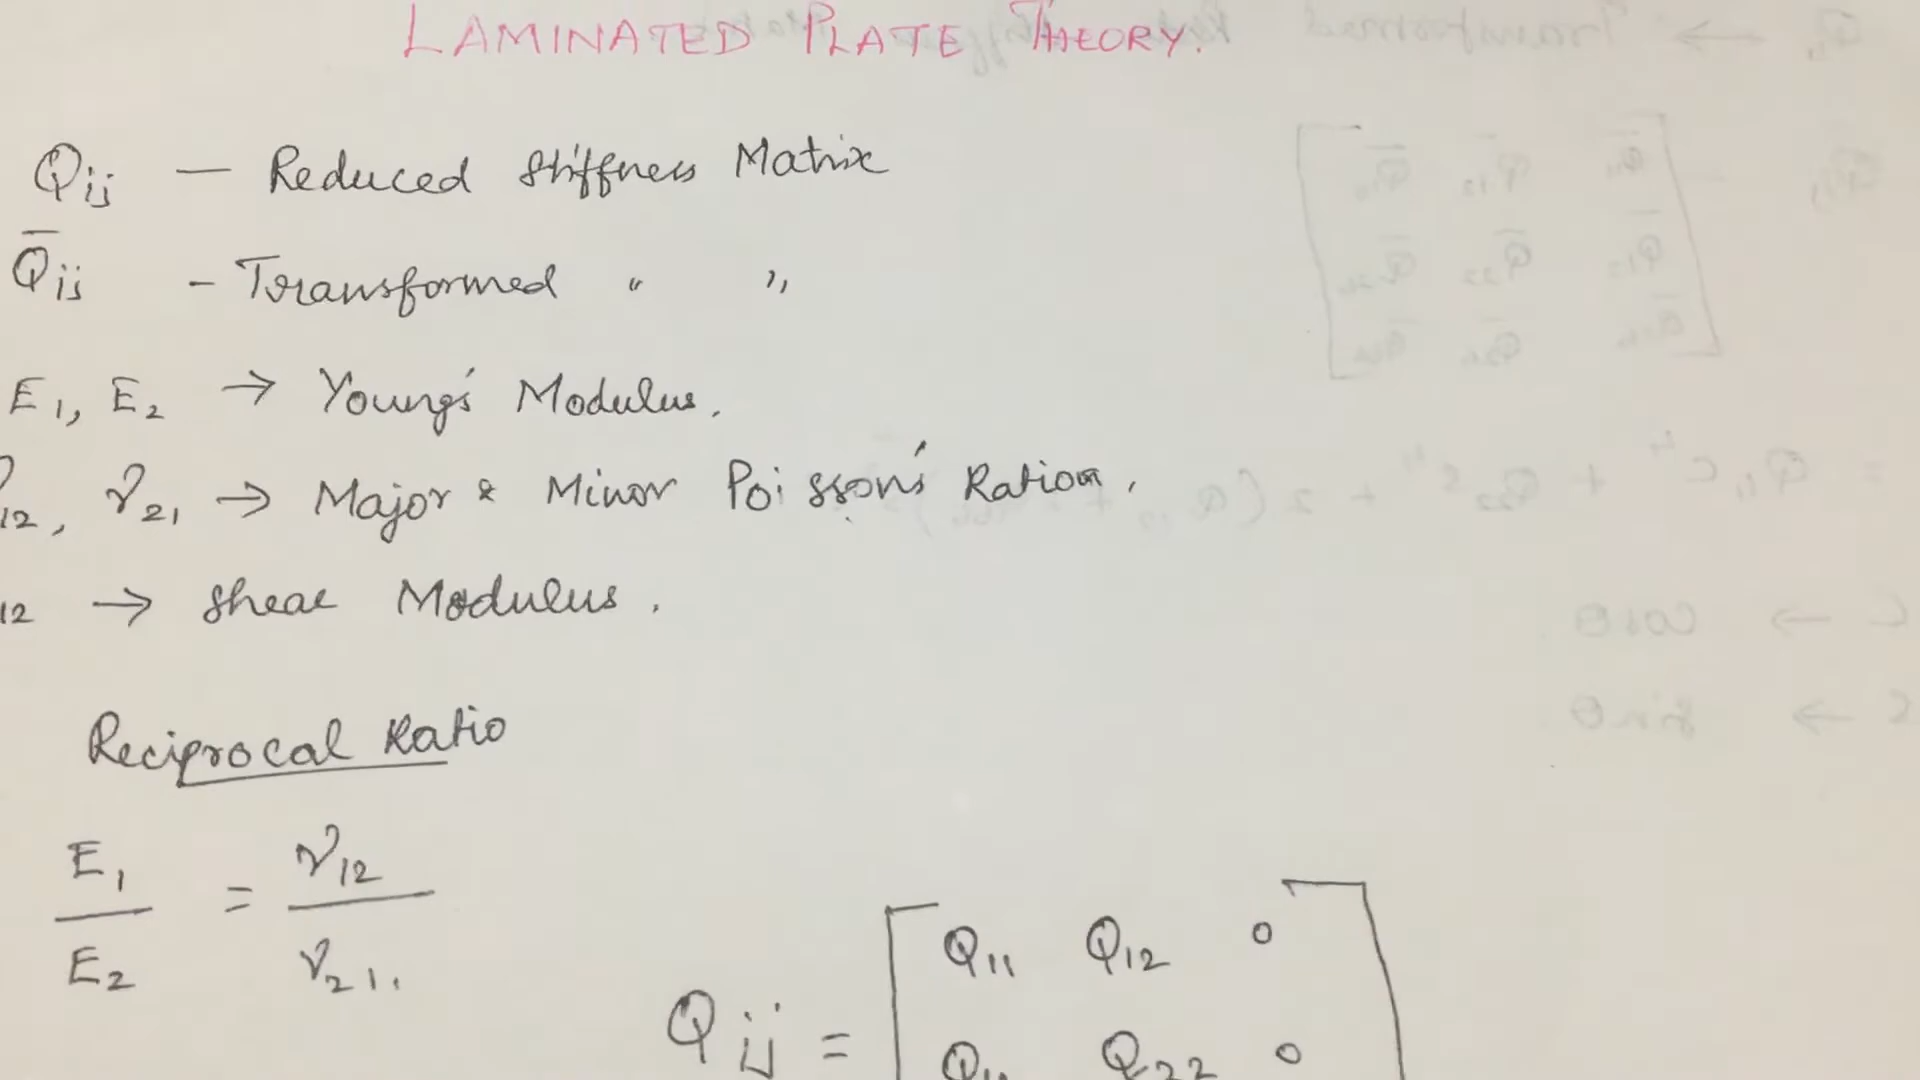 LAMINATED PLATE THEORY.
Qij — Reduced Stiffness Matrix
Q̅ij - Transformed " "
E1, E2 → Young's Modulus.
ν12, ν21 → Major & Minor Poisson's Ration,
12 → Shear Modulus.
Reciprocal Ratio
E1/E2 = ν12/ν21.
Q11 Q12 0
Qij =
Q22 0